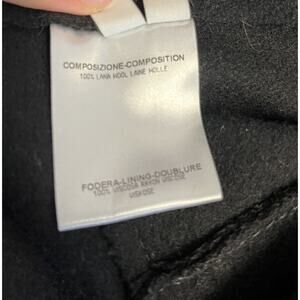 COMPOSIZIONE-COMPOSITION
100% LANA WOOL LAINE WOLLE
FODERA-LINING-DOUBLURE
100% VISCOSA RAYON VISCOSE
VISKOSE